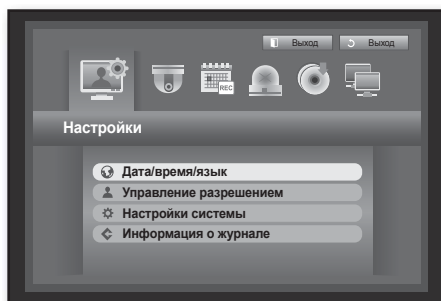 Выход Выход
REC
Настройки
Дата/время/язык
Управление разрешением
Настройки системы
Информация о журнале